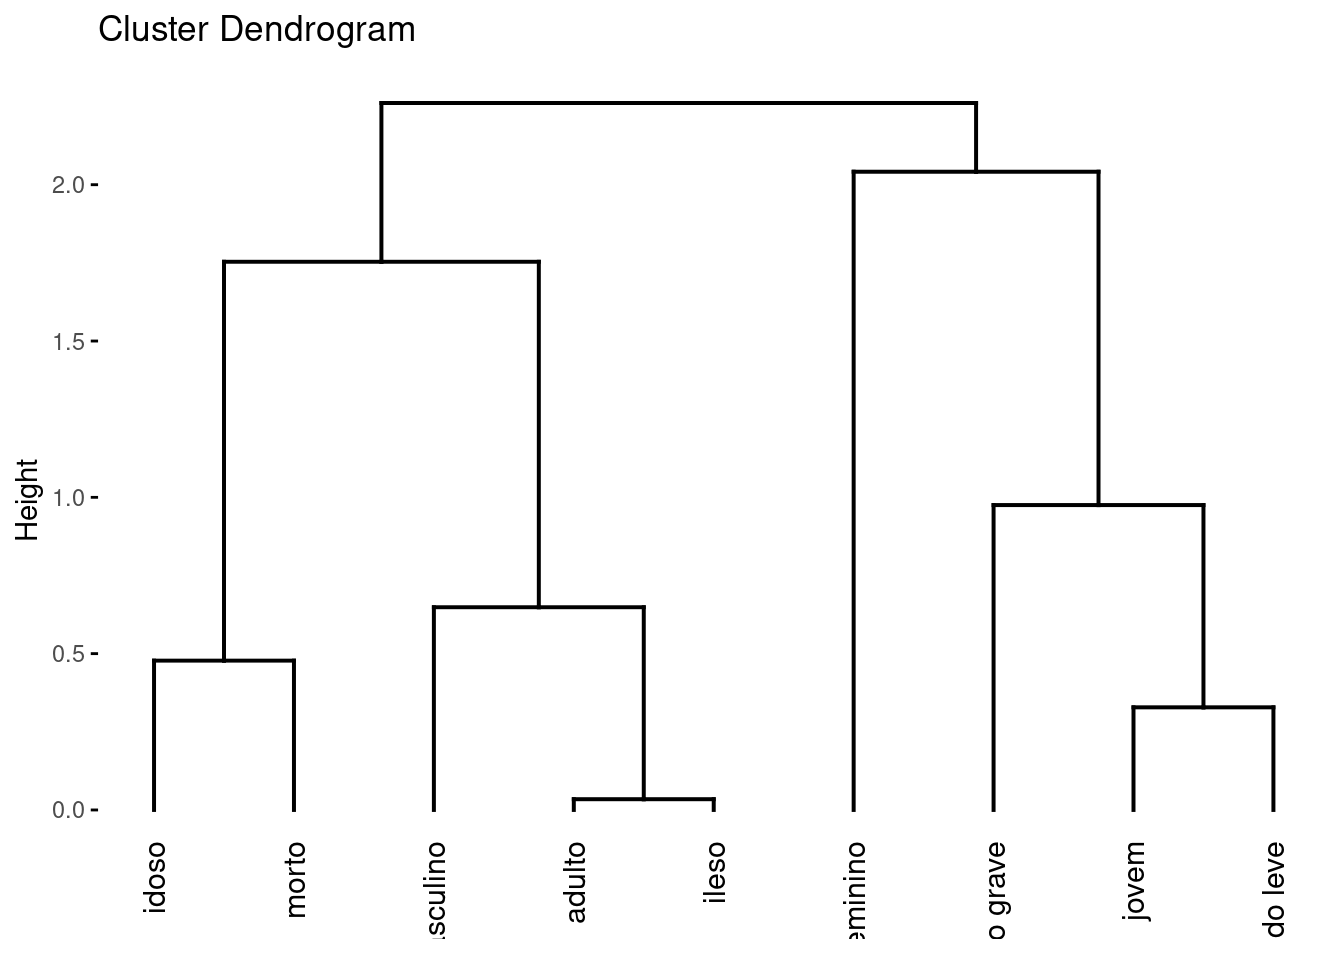 Cluster Dendrogram
Height
2.0
1.5
1.0
0.5
0.0
idoso
morto
asculino
adulto
ileso
eminino
o grave
jovem
do leve